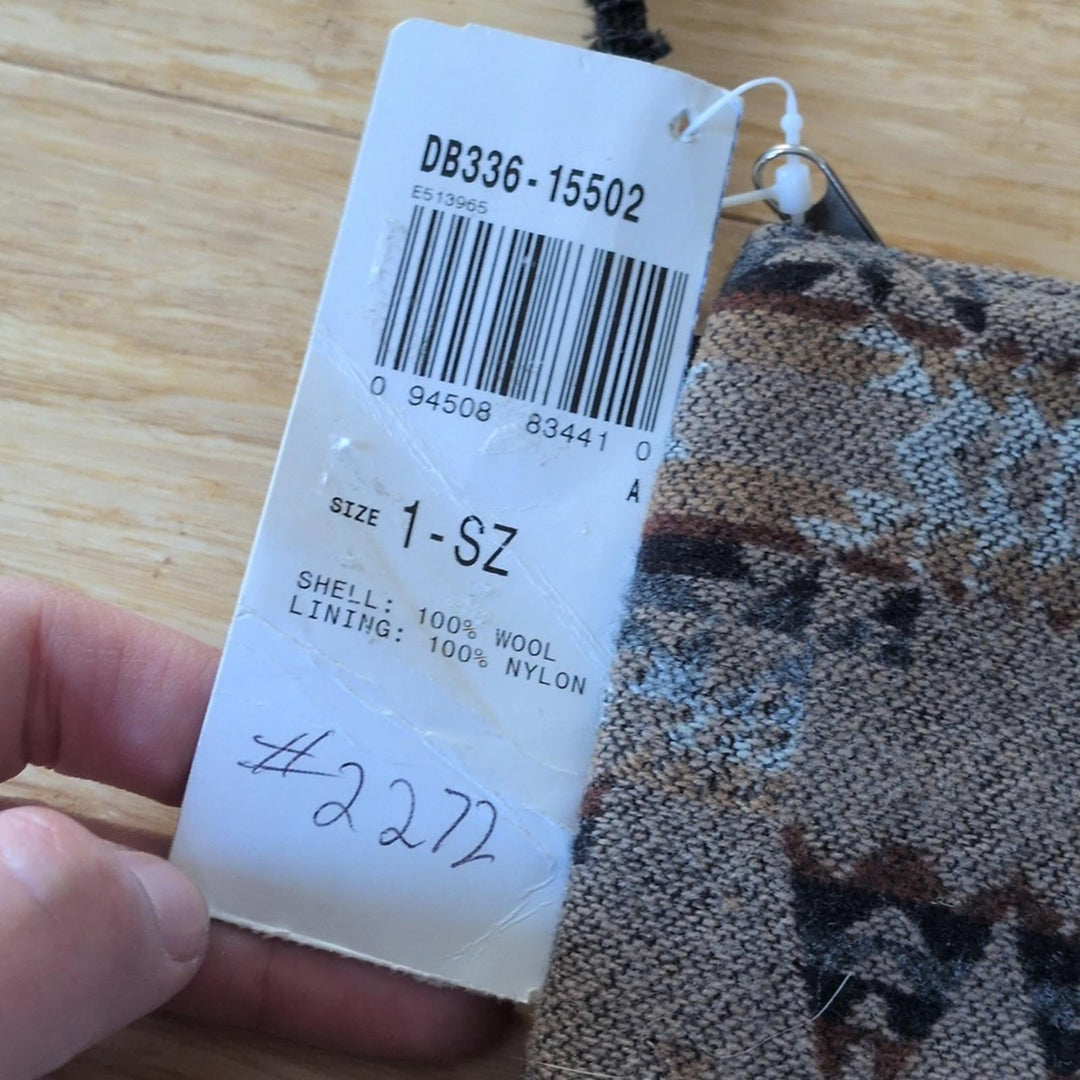 DB336-15502
E513965
0 94508 83441 0
A
SIZE 1-SZ
SHELL: 100% WOOL
LINING: 100% NYLON
#2272